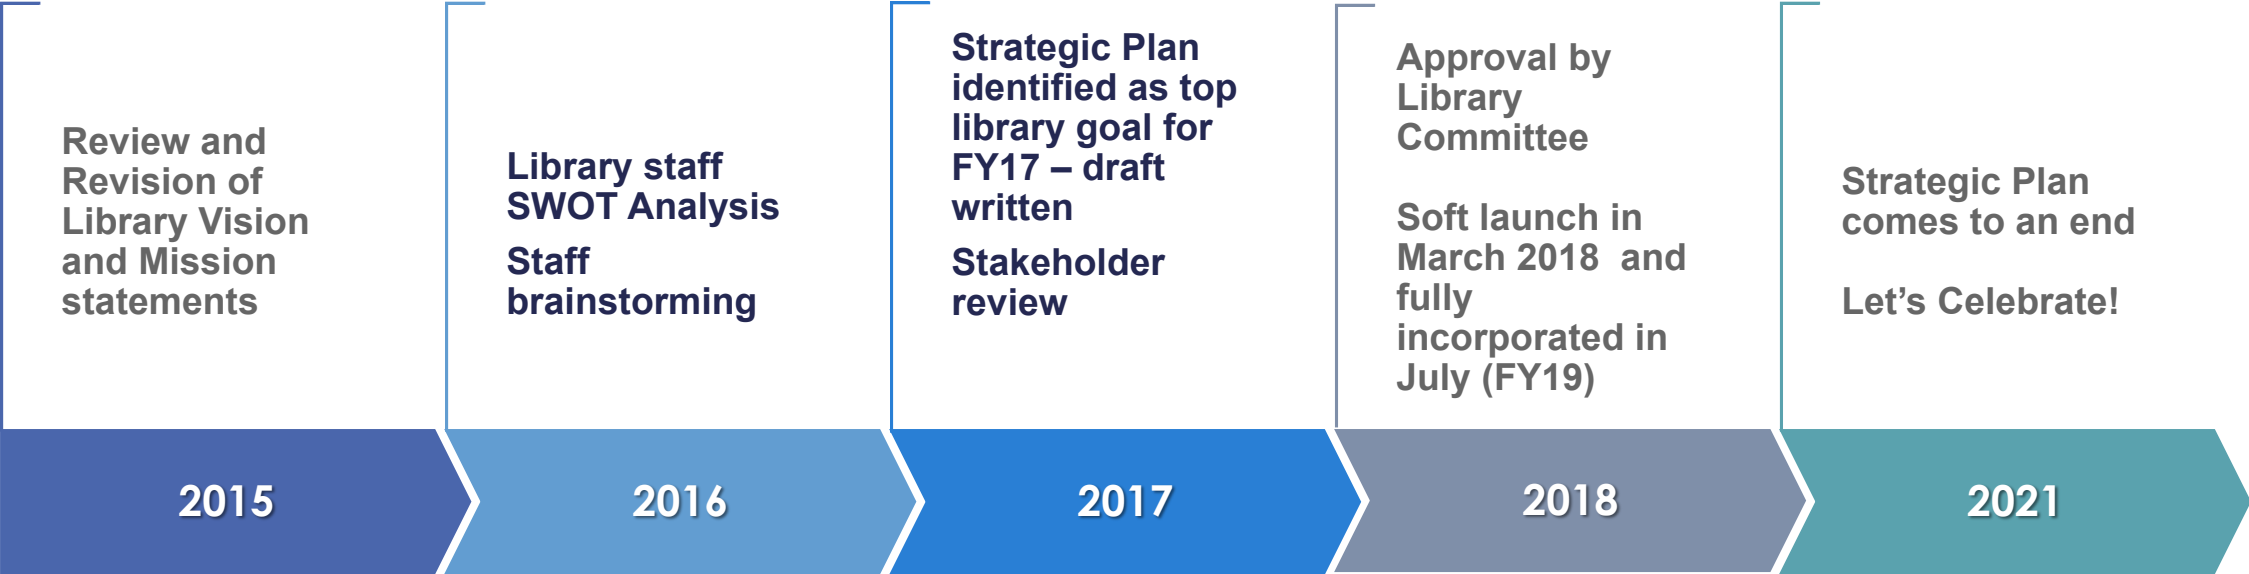 Review and
Revision of
Library Vision
and Mission
statements
Library staff
SWOT Analysis
Staff
brainstorming
Strategic Plan
identified as top
library goal for
FY17 – draft
written
Stakeholder
review
Approval by
Library
Committee
Soft launch in
March 2018  and
fully
incorporated in
July (FY19)
Strategic Plan
comes to an end
Let’s Celebrate!
2015
2016
2017
2018
2021